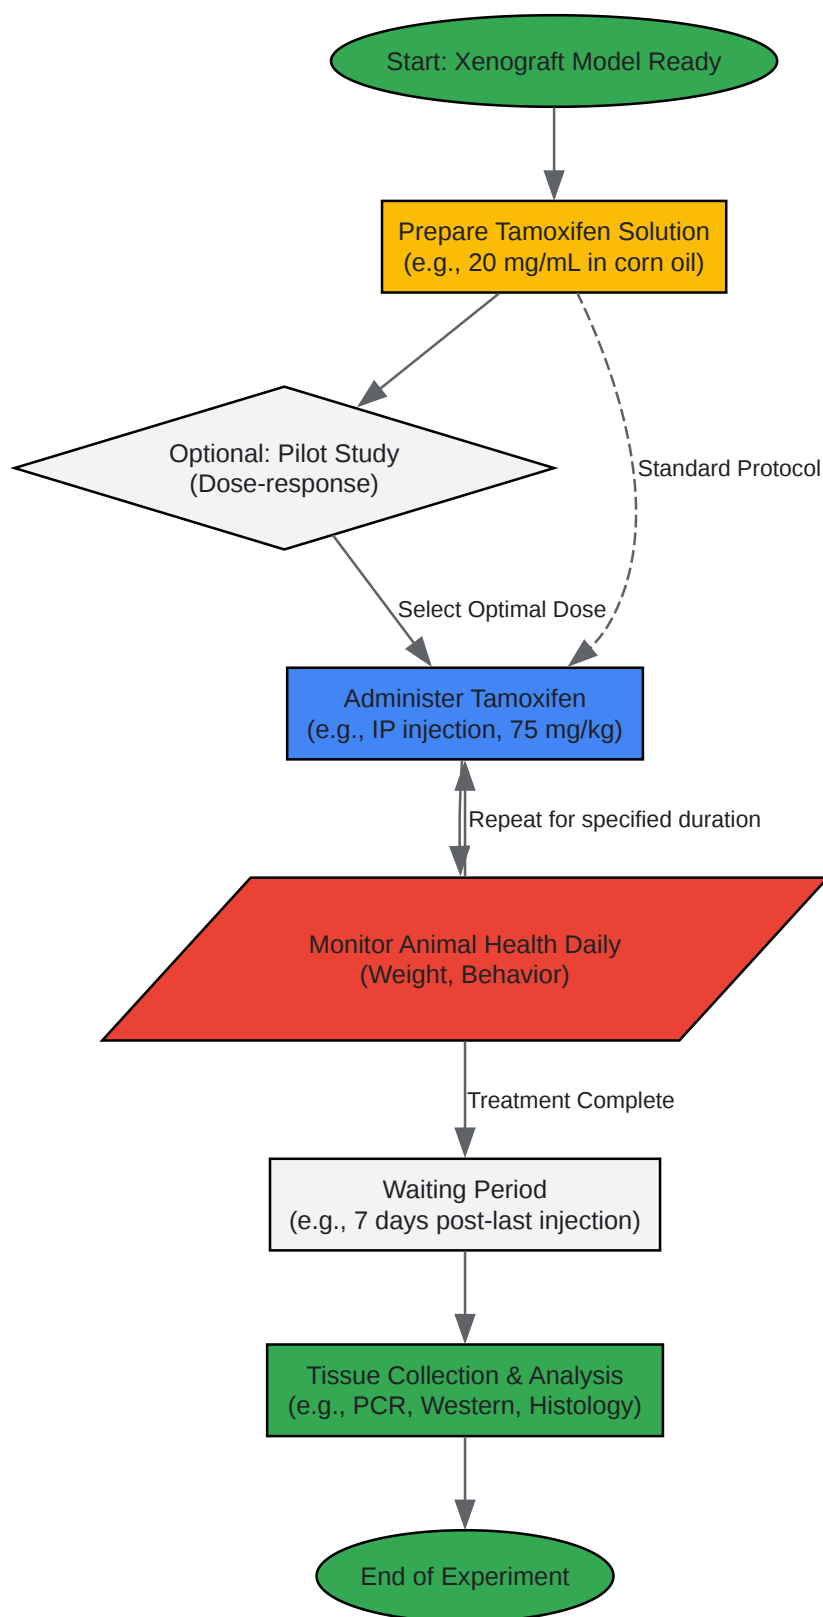 Start: Xenograft Model Ready
Prepare Tamoxifen Solution
(e.g., 20 mg/mL in corn oil)
Optional: Pilot Study
(Dose-response)
Standard Protocol
Select Optimal Dose
Administer Tamoxifen
(e.g., IP injection, 75 mg/kg)
Repeat for specified duration
Monitor Animal Health Daily
(Weight, Behavior)
Treatment Complete
Waiting Period
(e.g., 7 days post-last injection)
Tissue Collection & Analysis
(e.g., PCR, Western, Histology)
End of Experiment